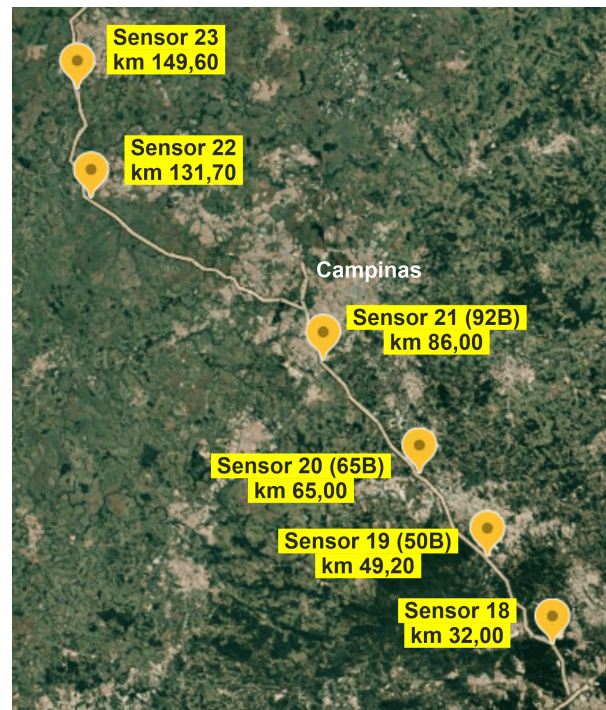 Sensor 23
km 149,60
Sensor 22
km 131,70
Campinas
Sensor 21 (92B)
km 86,00
Sensor 20 (65B)
km 65,00
Sensor 19 (50B)
km 49,20
Sensor 18
km 32,00